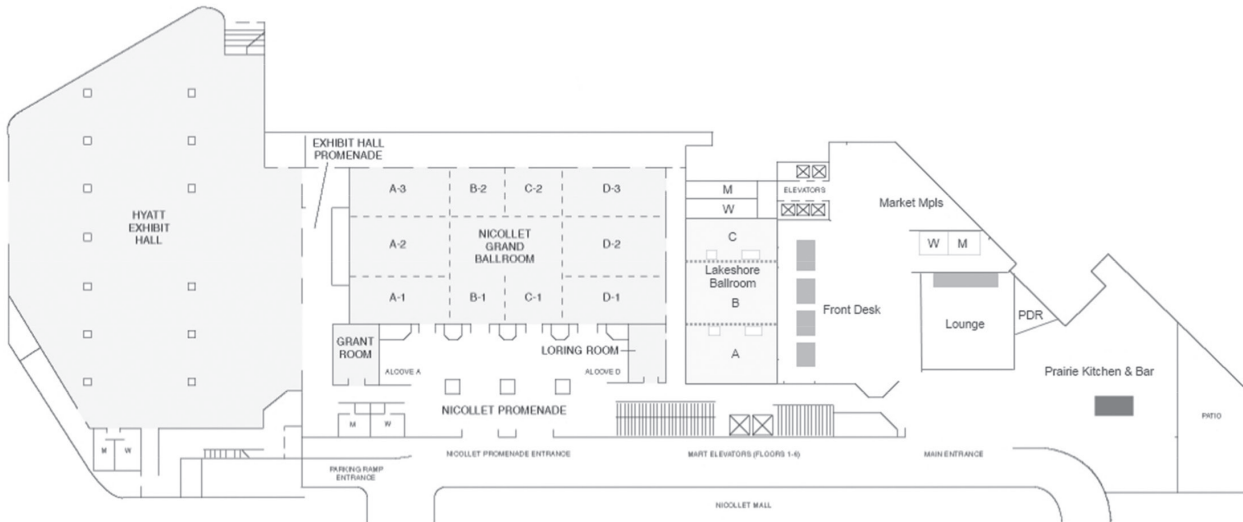 EXHIBIT HALL
PROMENADE
HYATT
EXHIBIT
HALL
A-3
B-2
C-2
D-3
A-2
NICOLLET
GRAND
BALLROOM
D-2
A-1
B-1
C-1
D-1
GRANT
ROOM
ALCOVE A
LORING ROOM
ALCOVE D
NICOLLET PROMENADE
M
W
M
W
NICOLLET PROMENADE ENTRANCE
PARKING RAMP
ENTRANCE
M
W
C
Lakeshore
Ballroom
B
A
ELEVATORS
Market Mpls
W
M
Front Desk
Lounge
PDR
Prairie Kitchen & Bar
PATIO
MART ELEVATORS (FLOORS 1-6)
MAIN ENTRANCE
NICOLLET MALL